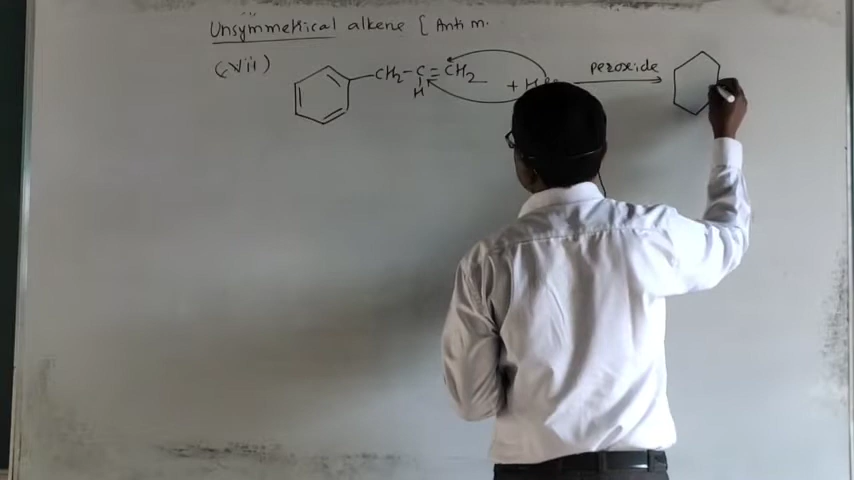 Unsymmetrical alkene [ Anti m.
(vii) CH2-C=CH2 + H peroxide
H